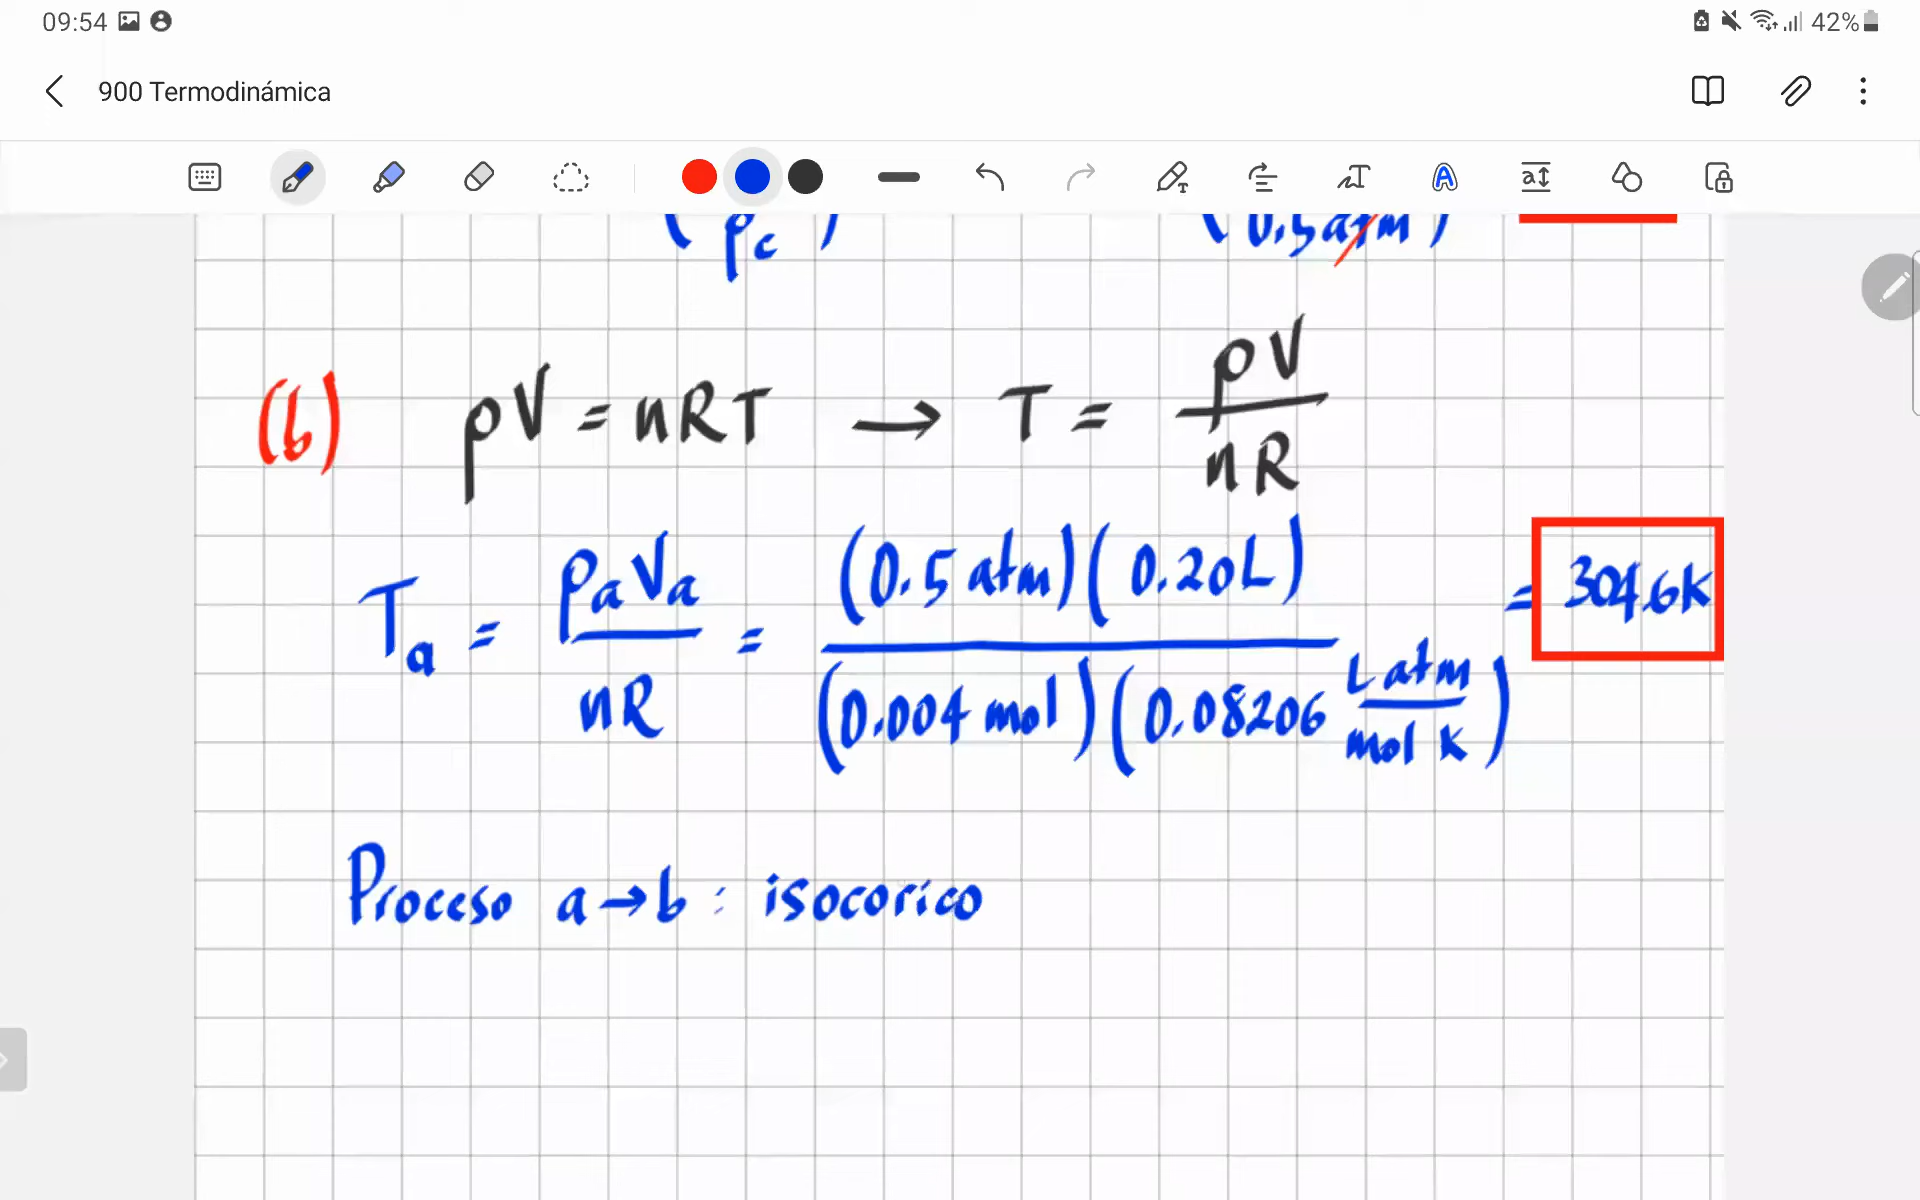 09:54 42%
900 Termodinámica
( pc ) (0.5 atm)
(b) pV = nRT → T = pV / nR
Ta = paVa / nR = (0.5 atm)(0.20L) / (0.004 mol)(0.08206 L atm / mol K) = 304.6K
Proceso a→b: isocorico